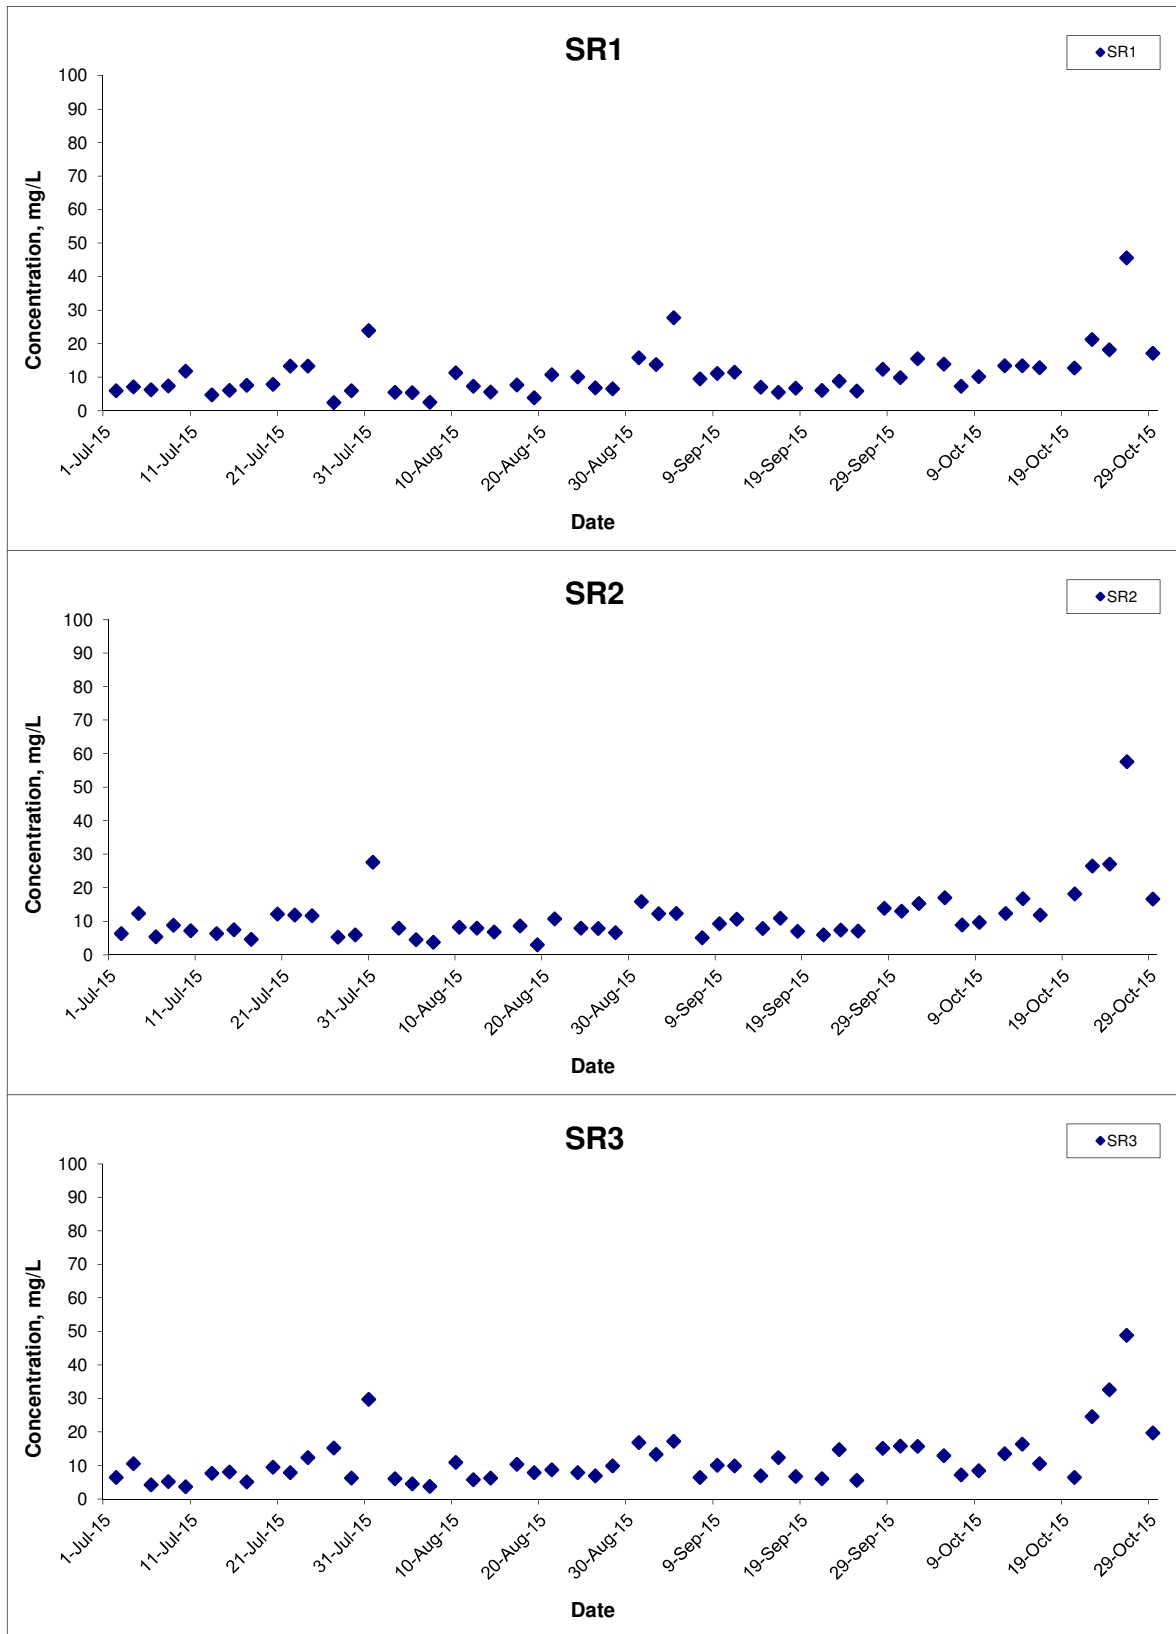 SR1
SR1
100
90
80
70
60
50
40
30
20
10
0
Concentration, mg/L
1-Jul-15
11-Jul-15
21-Jul-15
31-Jul-15
10-Aug-15
20-Aug-15
30-Aug-15
9-Sep-15
19-Sep-15
29-Sep-15
9-Oct-15
19-Oct-15
29-Oct-15
Date
SR2
SR2
100
90
80
70
60
50
40
30
20
10
0
Concentration, mg/L
1-Jul-15
11-Jul-15
21-Jul-15
31-Jul-15
10-Aug-15
20-Aug-15
30-Aug-15
9-Sep-15
19-Sep-15
29-Sep-15
9-Oct-15
19-Oct-15
29-Oct-15
Date
SR3
SR3
100
90
80
70
60
50
40
30
20
10
0
Concentration, mg/L
1-Jul-15
11-Jul-15
21-Jul-15
31-Jul-15
10-Aug-15
20-Aug-15
30-Aug-15
9-Sep-15
19-Sep-15
29-Sep-15
9-Oct-15
19-Oct-15
29-Oct-15
Date